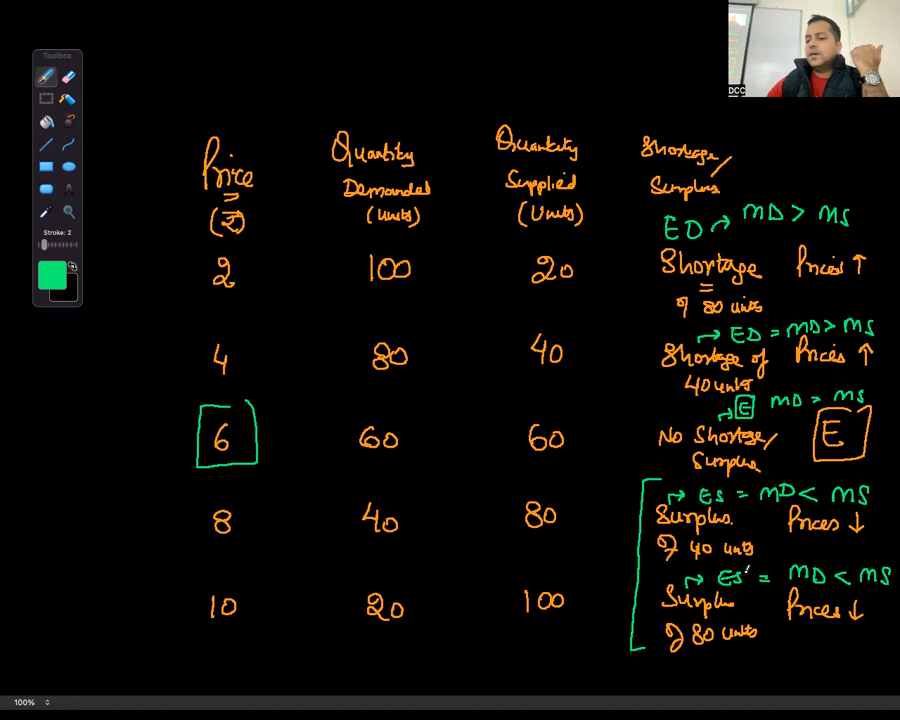 Toolbox
Stroke: 2
DCC
Price (₹)
Quantity Demanded (Units)
Quantity Supplied (Units)
Shortage/ Surplus
ED → MD > MS
2 100 20 Shortage Prices ↑
of 80 units
→ ED = MD > MS
4 80 40 Shortage of Prices ↑
40 units
→ E MD = MS
6 60 60 No Shortage/ E
Surplus
→ ES = MD < MS
8 40 80 Surplus. Prices ↓
of 40 units
→ ES = MD < MS
10 20 100 Surplus Prices ↓
of 80 units
100%